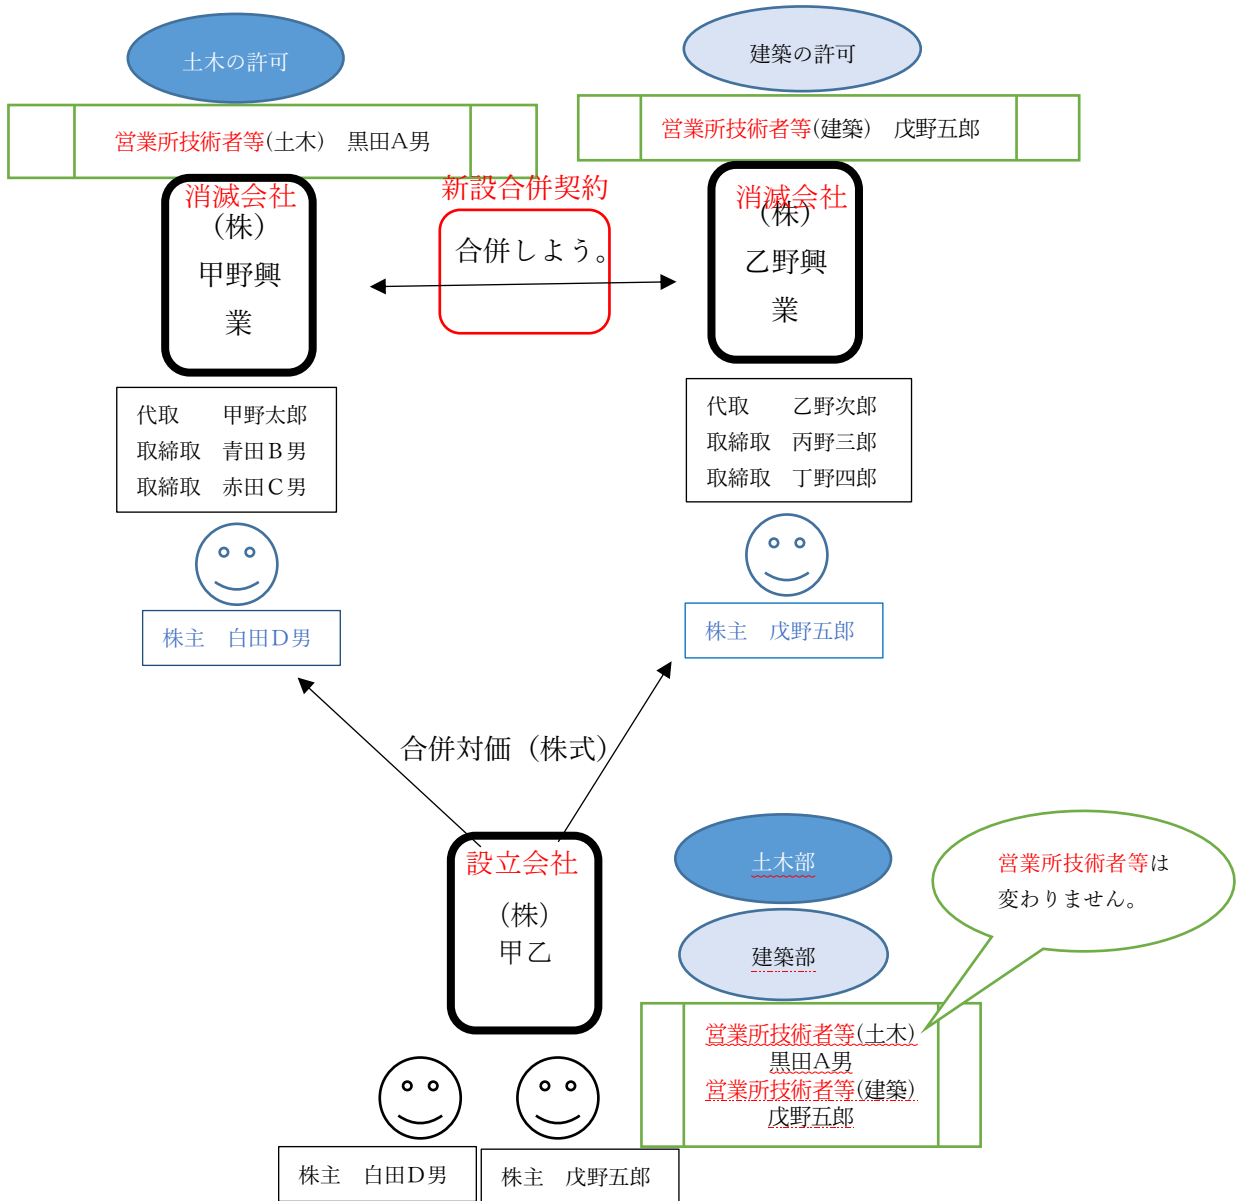 土木の許可
建築の許可
営業所技術者等(土木)　黒田A男
営業所技術者等(建築)　戊野五郎
消滅会社
（株）
甲野興
業
新設合併契約
合併しよう。
消滅会社
（株）
乙野興
業
代取　　甲野太郎
取締取　青田Ｂ男
取締取　赤田Ｃ男
代取　　乙野次郎
取締取　丙野三郎
取締取　丁野四郎
株主　白田Ｄ男
株主　戊野五郎
合併対価（株式）
設立会社
（株）
甲乙
土木部
建築部
営業所技術者等は
変わりません。
営業所技術者等(土木)
黒田A男
営業所技術者等(建築)
戊野五郎
株主　白田Ｄ男
株主　戊野五郎